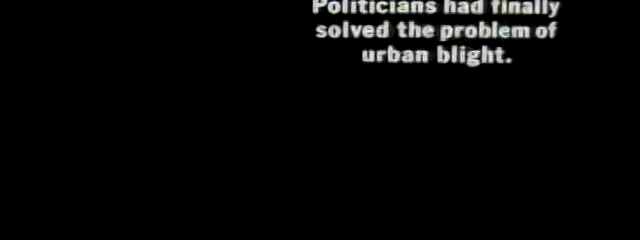 Politicians had finally
solved the problem of
urban blight.